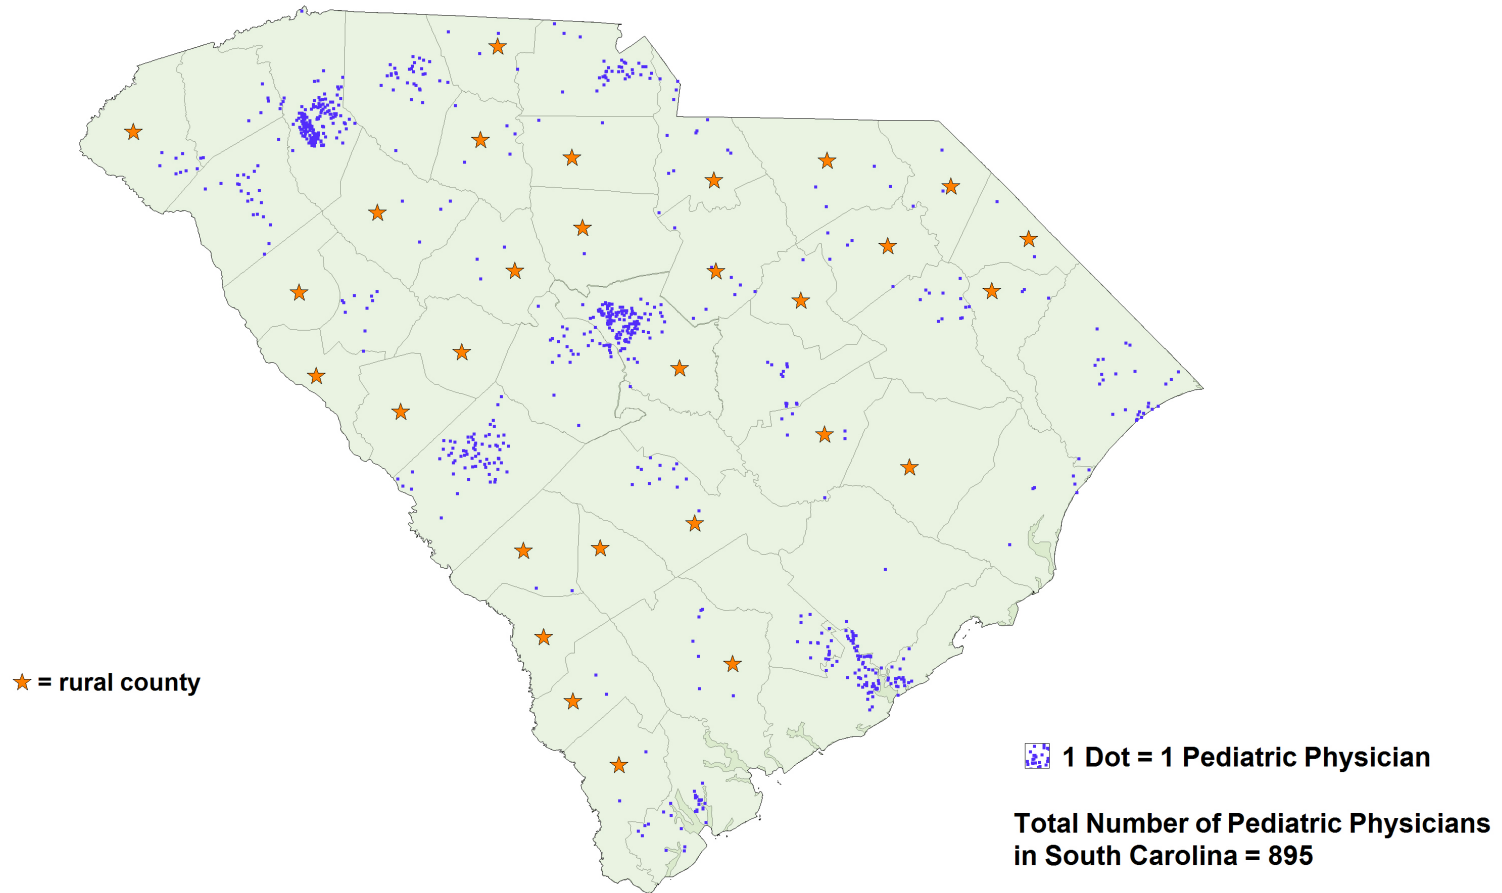 = rural county
1 Dot = 1 Pediatric Physician
Total Number of Pediatric Physicians
in South Carolina = 895